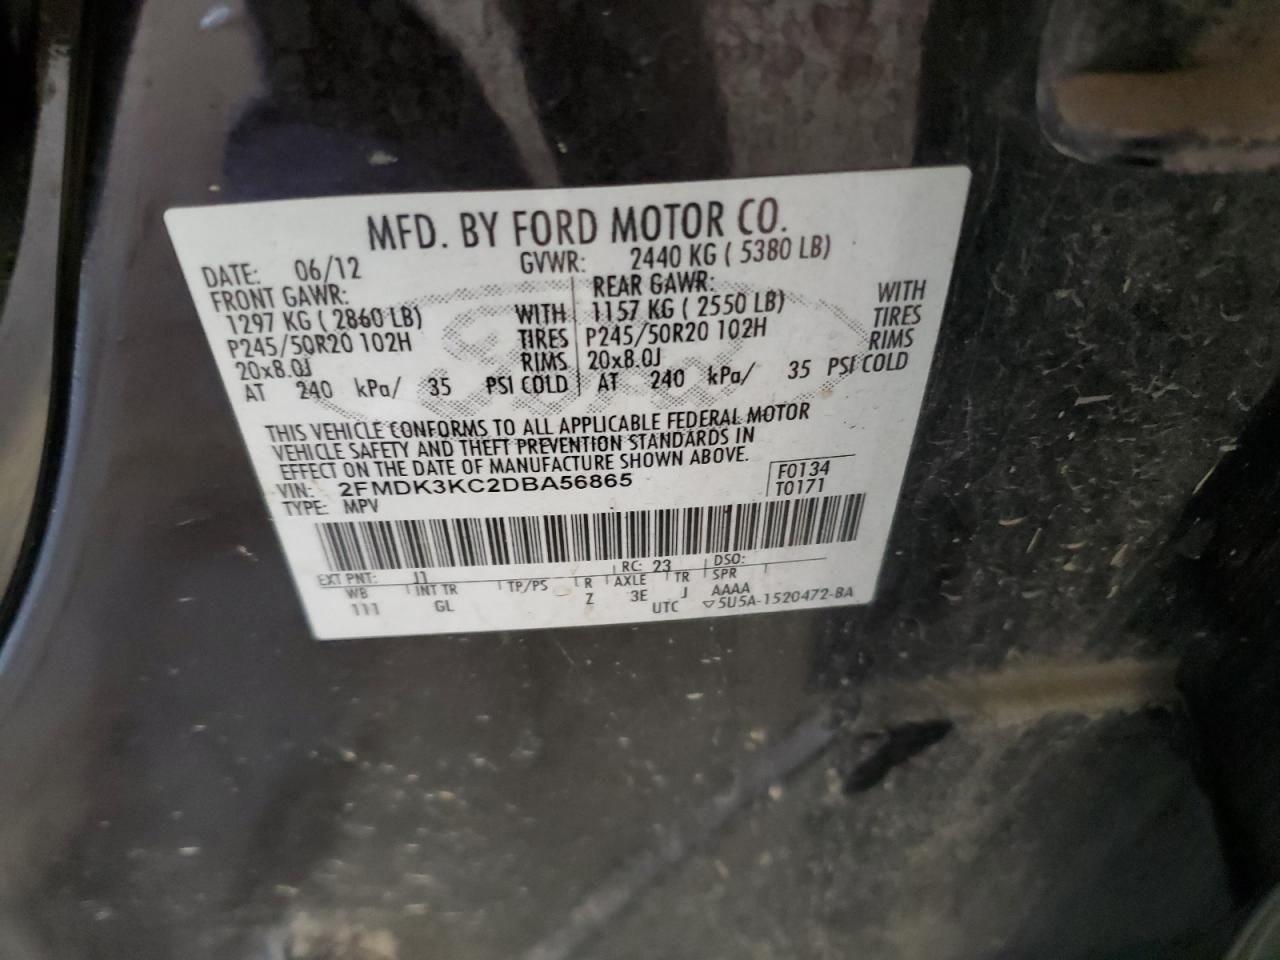 MFD. BY FORD MOTOR CO.
DATE: 06/12 GVWR: 2440 KG ( 5380 LB)
FRONT GAWR: REAR GAWR:
1297 KG ( 2860 LB) WITH 1157 KG ( 2550 LB) WITH
P245/50R20 102H TIRES P245/50R20 102H TIRES
20x8.0J RIMS 20x8.0J RIMS
AT 240 kPa/ 35 PSI COLD AT 240 kPa/ 35 PSI COLD
THIS VEHICLE CONFORMS TO ALL APPLICABLE FEDERAL MOTOR
VEHICLE SAFETY AND THEFT PREVENTION STANDARDS IN
EFFECT ON THE DATE OF MANUFACTURE SHOWN ABOVE.
VIN: 2FMDK3KC2DBA56865 F0134
TYPE: MPV T0171
EXT PNT: J1 RC: 23 DSO:
WB INT TR TP/PS R AXLE TR SPR
111 GL Z 3E J AAAA
UTC ▽5U5A-1520472-BA